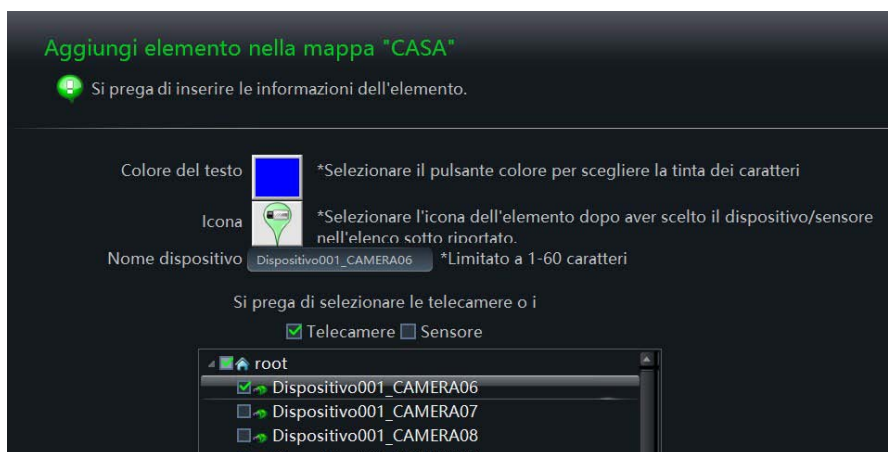 Aggiungi elemento nella mappa "CASA"
Si prega di inserire le informazioni dell'elemento.
Colore del testo *Selezionare il pulsante colore per scegliere la tinta dei caratteri
Icona *Selezionare l'icona dell'elemento dopo aver scelto il dispositivo/sensore
nell'elenco sotto riportato.
Nome dispositivo Dispositivo001_CAMERA06 *Limitato a 1-60 caratteri
Si prega di selezionare le telecamere o i
Telecamere Sensore
root
Dispositivo001_CAMERA06
Dispositivo001_CAMERA07
Dispositivo001_CAMERA08